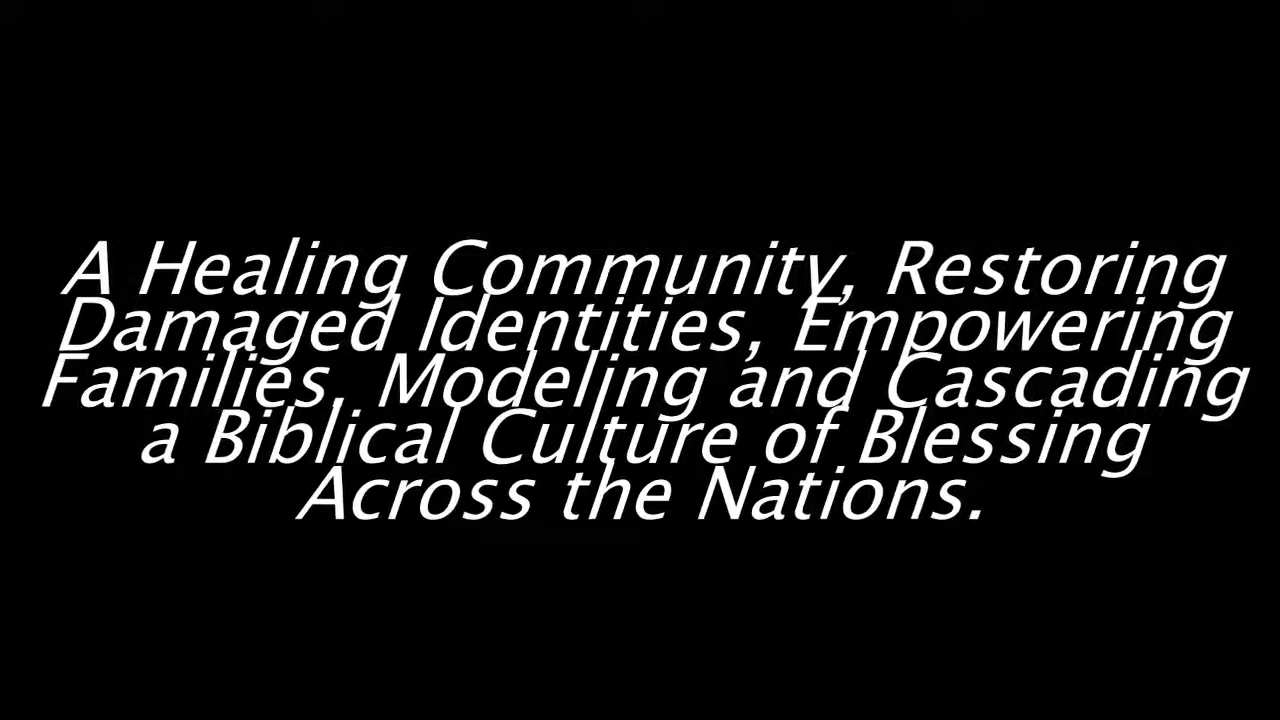 A Healing Community, Restoring
Damaged Identities, Empowering
Families, Modeling and Cascading
a Biblical Culture of Blessing
Across the Nations.